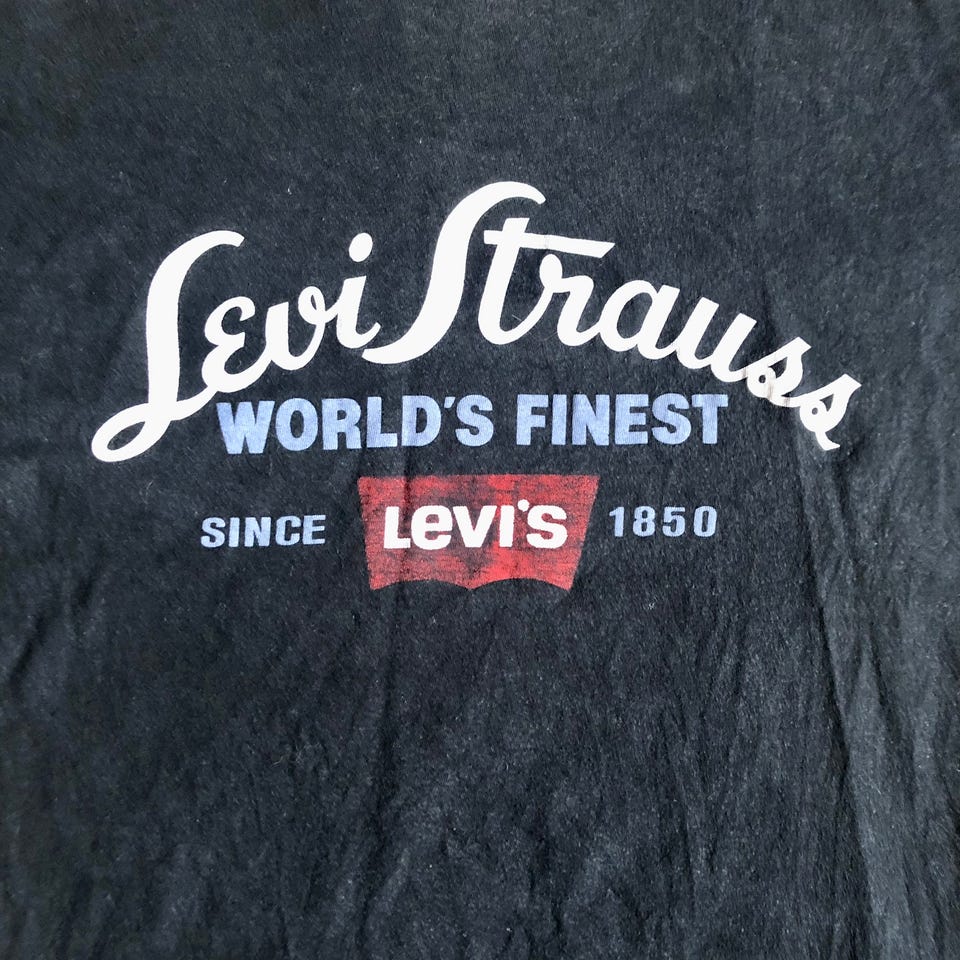 Levi Strauss
WORLD'S FINEST
SINCE Levi's 1850